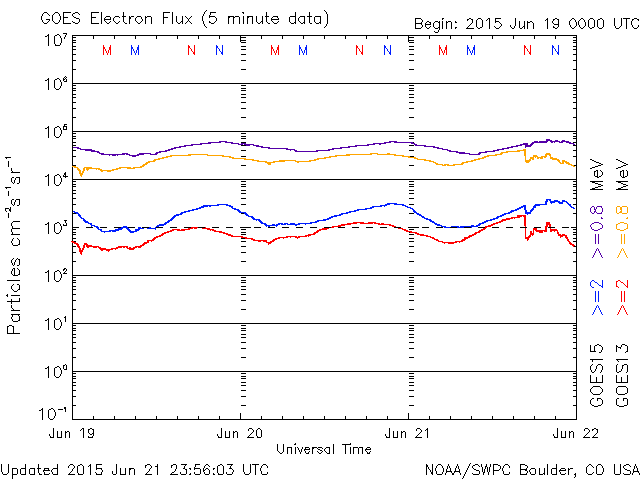 GOES Electron Flux (5 minute data)
Begin: 2015 Jun 19 0000 UTC
10⁷
M M N N M M N N M M N N
10⁶
10⁵
10⁴
10³
10²
10¹
10⁰
10⁻¹
Particles cm⁻²s⁻¹sr⁻¹
Jun 19 Jun 20 Jun 21 Jun 22
Universal Time
GOES15 >=2 >=0.8 MeV
GOES13 >=2 >=0.8 MeV
Updated 2015 Jun 21 23:56:03 UTC
NOAA/SWPC Boulder, CO USA